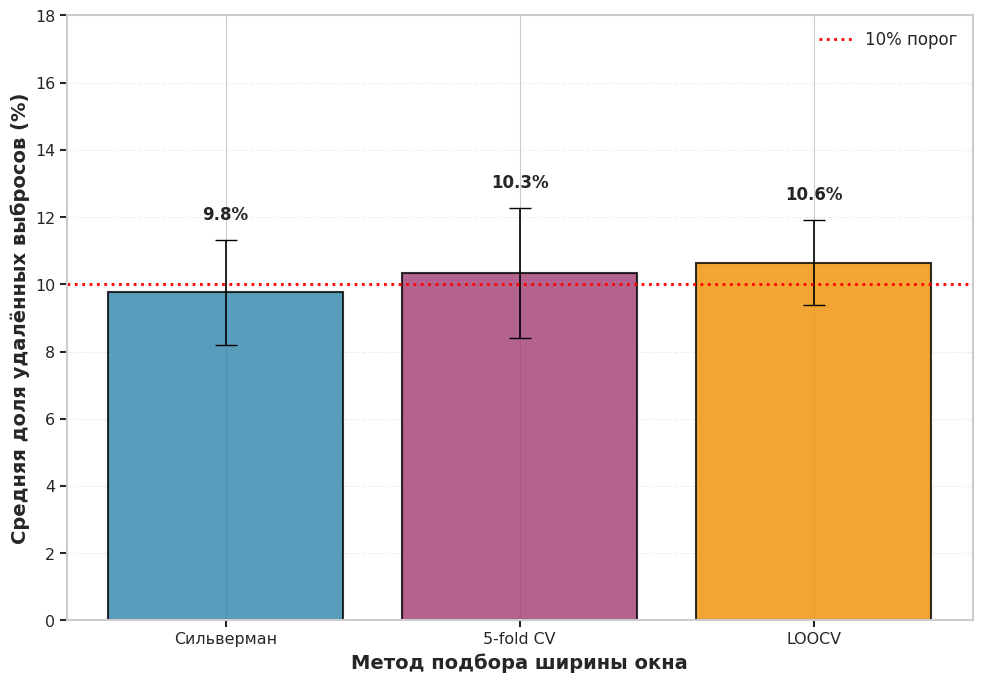 18
16
14
12
10
8
6
4
2
0
Средняя доля удалённых выбросов (%)
10% порог
9.8%
10.3%
10.6%
Сильверман
5-fold CV
LOOCV
Метод подбора ширины окна